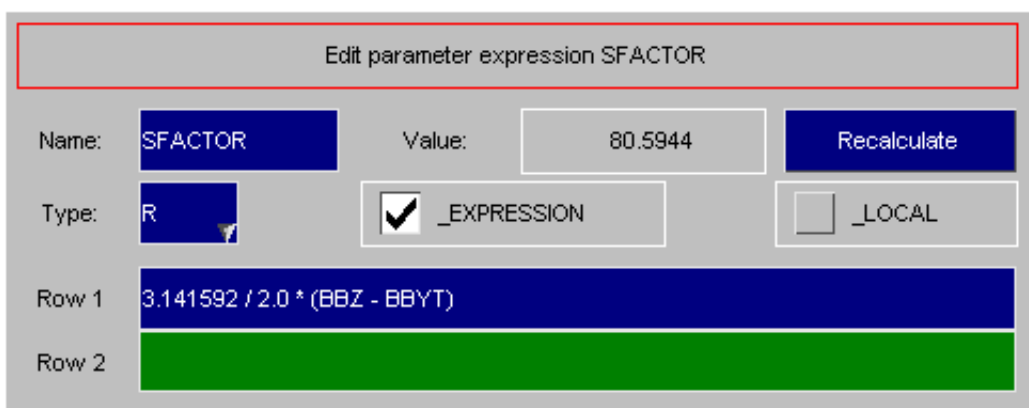 Edit parameter expression SFACTOR
Name: SFACTOR Value: 80.5944 Recalculate
Type: R _EXPRESSION _LOCAL
Row 1 3.141592 / 2.0 * (BBZ - BBYT)
Row 2